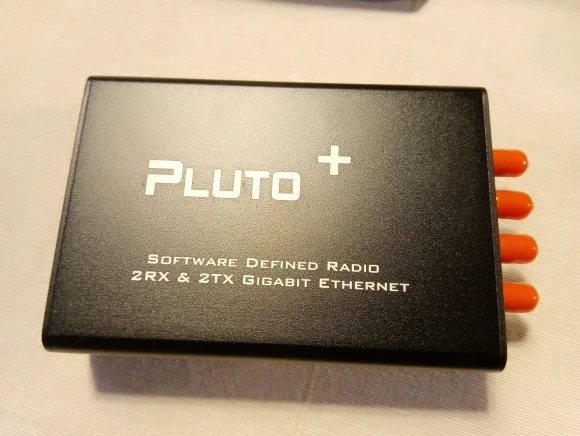 Pluto +
Software Defined Radio
2RX & 2TX Gigabit Ethernet